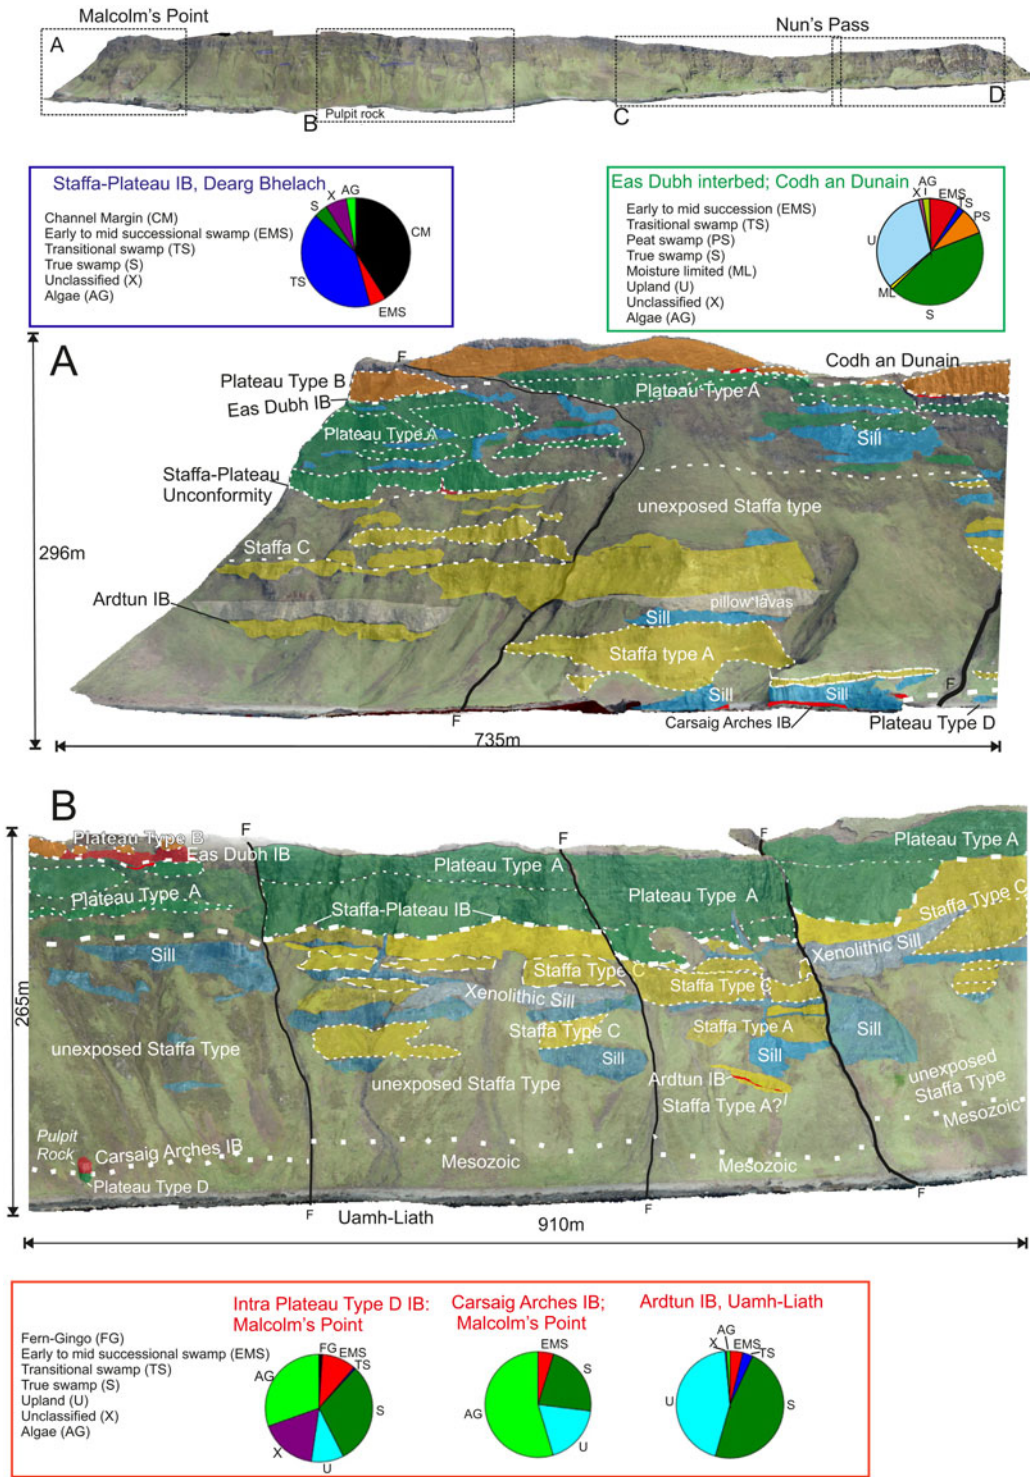 Malcolm's Point
Nun's Pass
A
B
Pulpit rock
C
D
Staffa-Plateau IB, Dearg Bhelach
Channel Margin (CM)
Early to mid successional swamp (EMS)
Transitional swamp (TS)
True swamp (S)
Unclassified (X)
Algae (AG)
AG
X
S
CM
TS
EMS
Eas Dubh interbed; Codh an Dunain
Early to mid succession (EMS)
Trasitional swamp (TS)
Peat swamp (PS)
True swamp (S)
Moisture limited (ML)
Upland (U)
Unclassified (X)
Algae (AG)
AG
X
EMS
TS
PS
U
ML
S
A
F
Codh an Dunain
Plateau Type B
Eas Dubh IB
Plateau Type A
Plateau Type A
Sill
Staffa-Plateau
Unconformity
unexposed Staffa type
296m
Staffa C
Ardtun IB
pillow lavas
Sill
Staffa type A
Sill
Sill
F
F
Carsaig Arches IB
Plateau Type D
735m
B
F
F
F
Plateau Type B
Eas Dubh IB
Plateau Type A
Plateau Type A
Plateau Type A
Plateau Type A
Staffa-Plateau IB
Staffa Type C
Sill
Xenolithic Sill
Staffa Type C
Xenolithic Sill
Staffa Type C
265m
Staffa Type C
Staffa Type A
Sill
unexposed Staffa Type
Sill
Sill
unexposed Staffa Type
Ardtun IB
Staffa Type A?
unexposed
Staffa Type
Mesozoic
Pulpit
Rock
Carsaig Arches IB
Mesozoic
Mesozoic
Plateau Type D
F
F
F
Uamh-Liath
910m
Fern-Gingo (FG)
Early to mid successional swamp (EMS)
Transitional swamp (TS)
True swamp (S)
Upland (U)
Unclassified (X)
Algae (AG)
Intra Plateau Type D IB:
Malcolm's Point
FG
EMS
TS
AG
S
X
U
Carsaig Arches IB;
Malcolm's Point
EMS
S
AG
U
Ardtun IB, Uamh-Liath
AG
X
EMS
TS
U
S